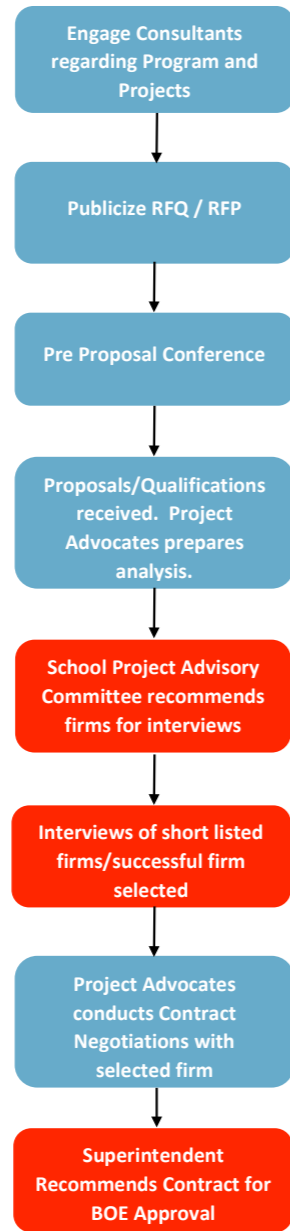 Engage Consultants
regarding Program and
Projects
Publicize RFQ / RFP
Pre Proposal Conference
Proposals/Qualifications
received.  Project
Advocates prepares
analysis.
School Project Advisory
Committee recommends
firms for interviews
Interviews of short listed
firms/successful firm
selected
Project Advocates
conducts Contract
Negotiations with
selected firm
Superintendent
Recommends Contract for
BOE Approval